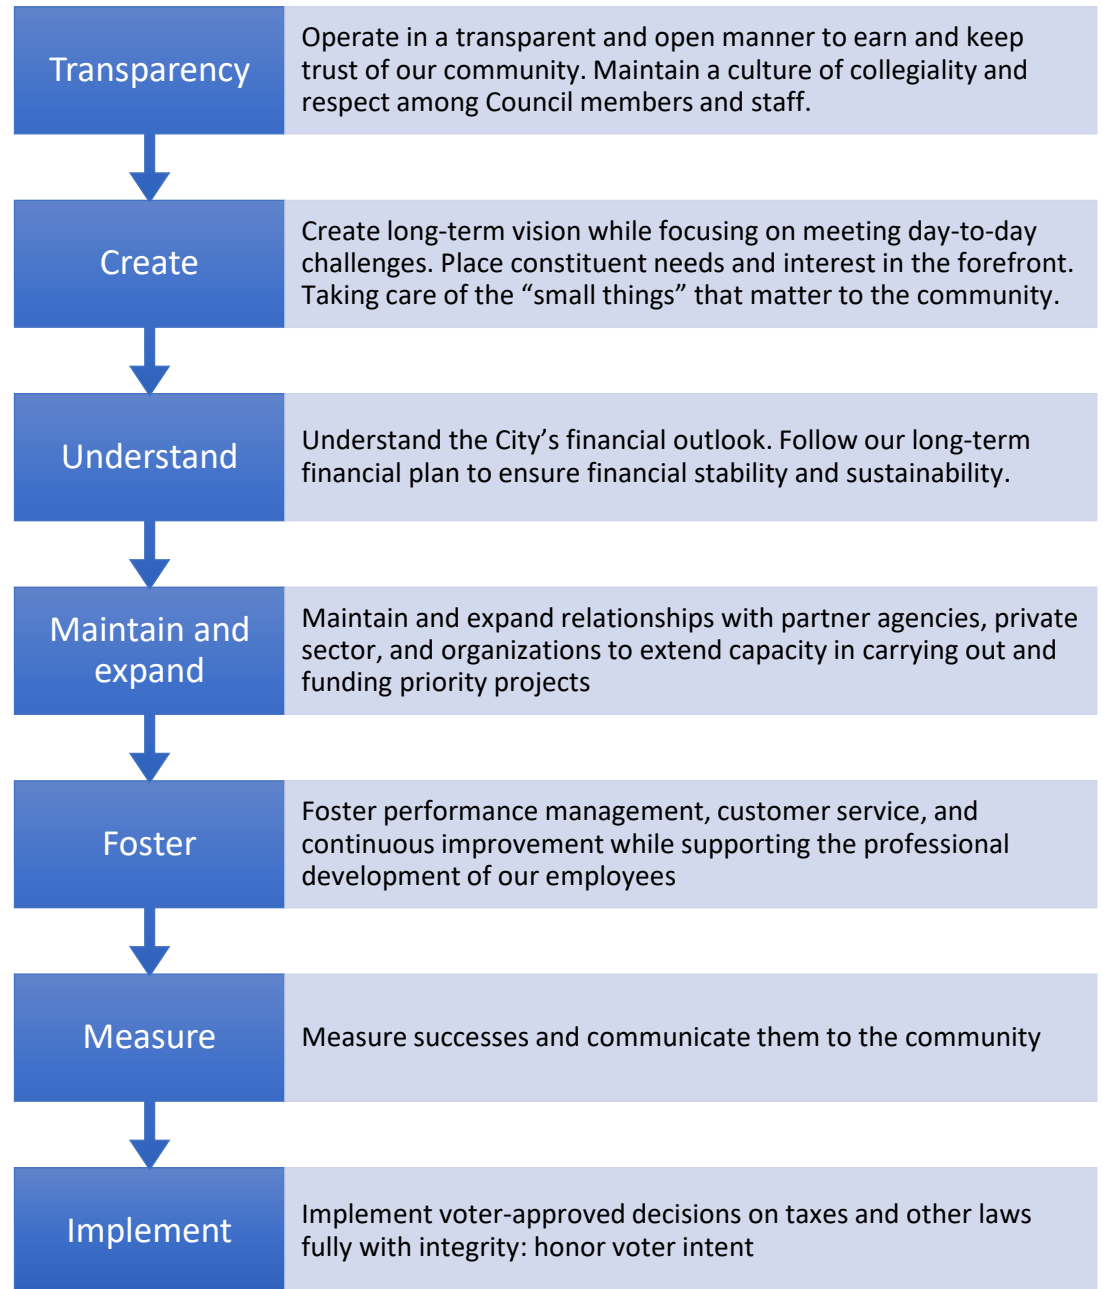 Transparency
Operate in a transparent and open manner to earn and keep
trust of our community. Maintain a culture of collegiality and
respect among Council members and staff.
Create
Create long-term vision while focusing on meeting day-to-day
challenges. Place constituent needs and interest in the forefront.
Taking care of the “small things” that matter to the community.
Understand
Understand the City’s financial outlook. Follow our long-term
financial plan to ensure financial stability and sustainability.
Maintain and
expand
Maintain and expand relationships with partner agencies, private
sector, and organizations to extend capacity in carrying out and
funding priority projects
Foster
Foster performance management, customer service, and
continuous improvement while supporting the professional
development of our employees
Measure
Measure successes and communicate them to the community
Implement
Implement voter-approved decisions on taxes and other laws
fully with integrity: honor voter intent